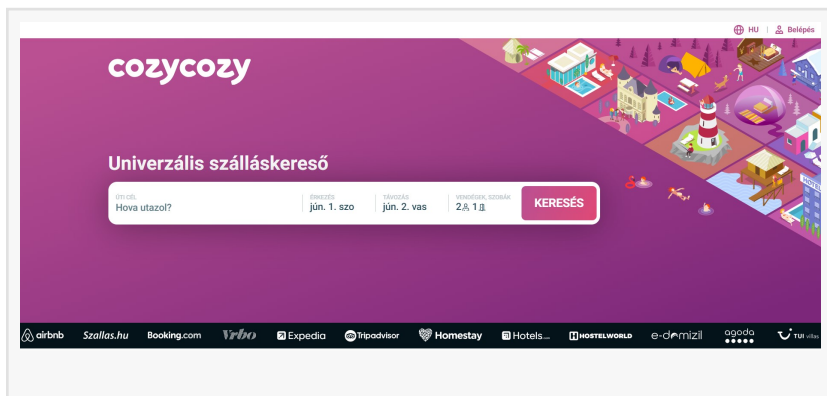 HU | Belépés
cozycozy
Univerzális szálláskereső
ÚTI CÉL
Hova utazol?
ÉRKEZÉS
jún. 1. szo
TÁVOZÁS
jún. 2. vas
VENDÉGEK, SZOBÁK
2 1
KERESÉS
HOTEL
airbnb Szallas.hu Booking.com Vrbo Expedia Tripadvisor Homestay Hotels.... HOSTELWORLD e-domizil agoda TUI villas